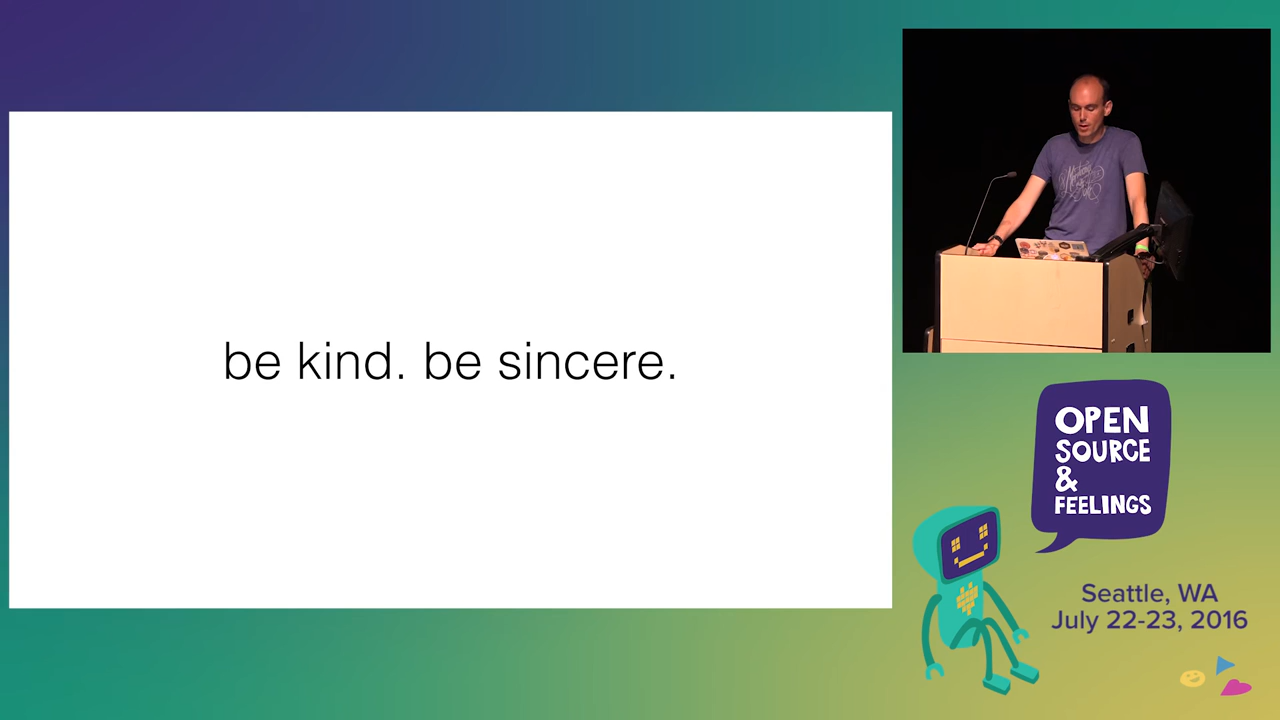 be kind. be sincere.
OPEN
SOURCE
&
FEELINGS
Seattle, WA
July 22-23, 2016